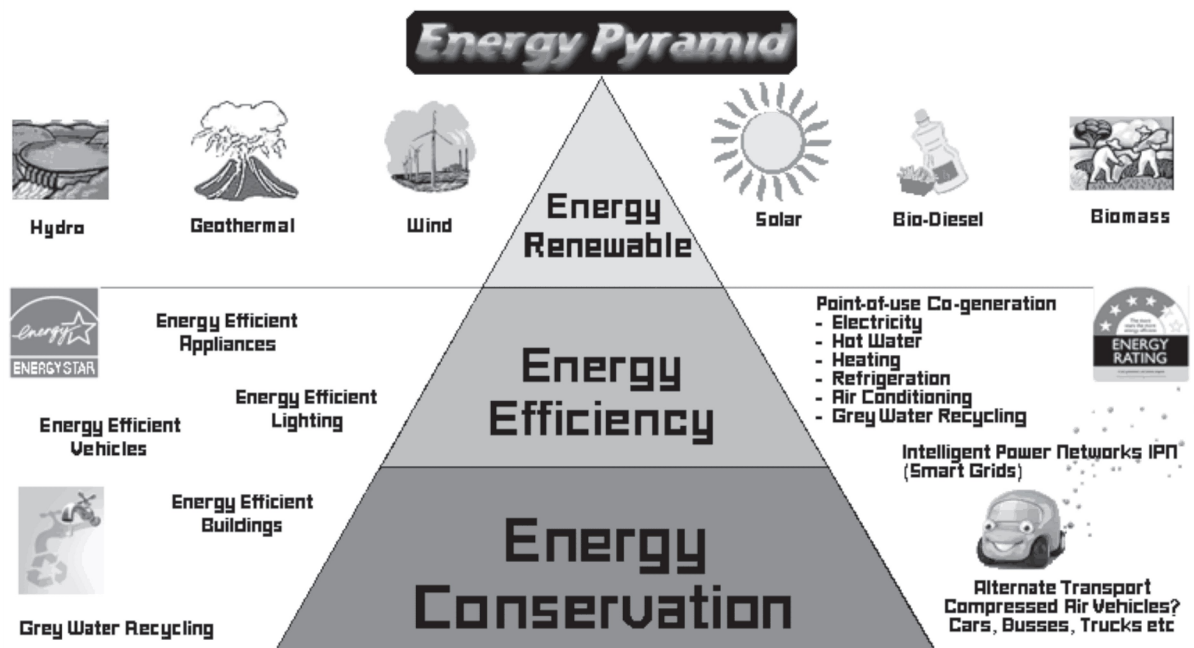 Energy Pyramid
Hydro
Geothermal
Wind
Solar
Bio-Diesel
Biomass
Energy
Renewable
energy
ENERGY STAR
Energy Efficient
Appliances
Energy Efficient
Lighting
Energy Efficient
Vehicles
Energy Efficient
Buildings
Grey Water Recycling
Energy
Efficiency
Point-of-use Co-generation
- Electricity
- Hot Water
- Heating
- Refrigeration
- Air Conditioning
- Grey Water Recycling
ENERGY
RATING
Intelligent Power Networks IPN
(Smart Grids)
Alternate Transport
Compressed Air Vehicles?
Cars, Busses, Trucks etc
Energy
Conservation